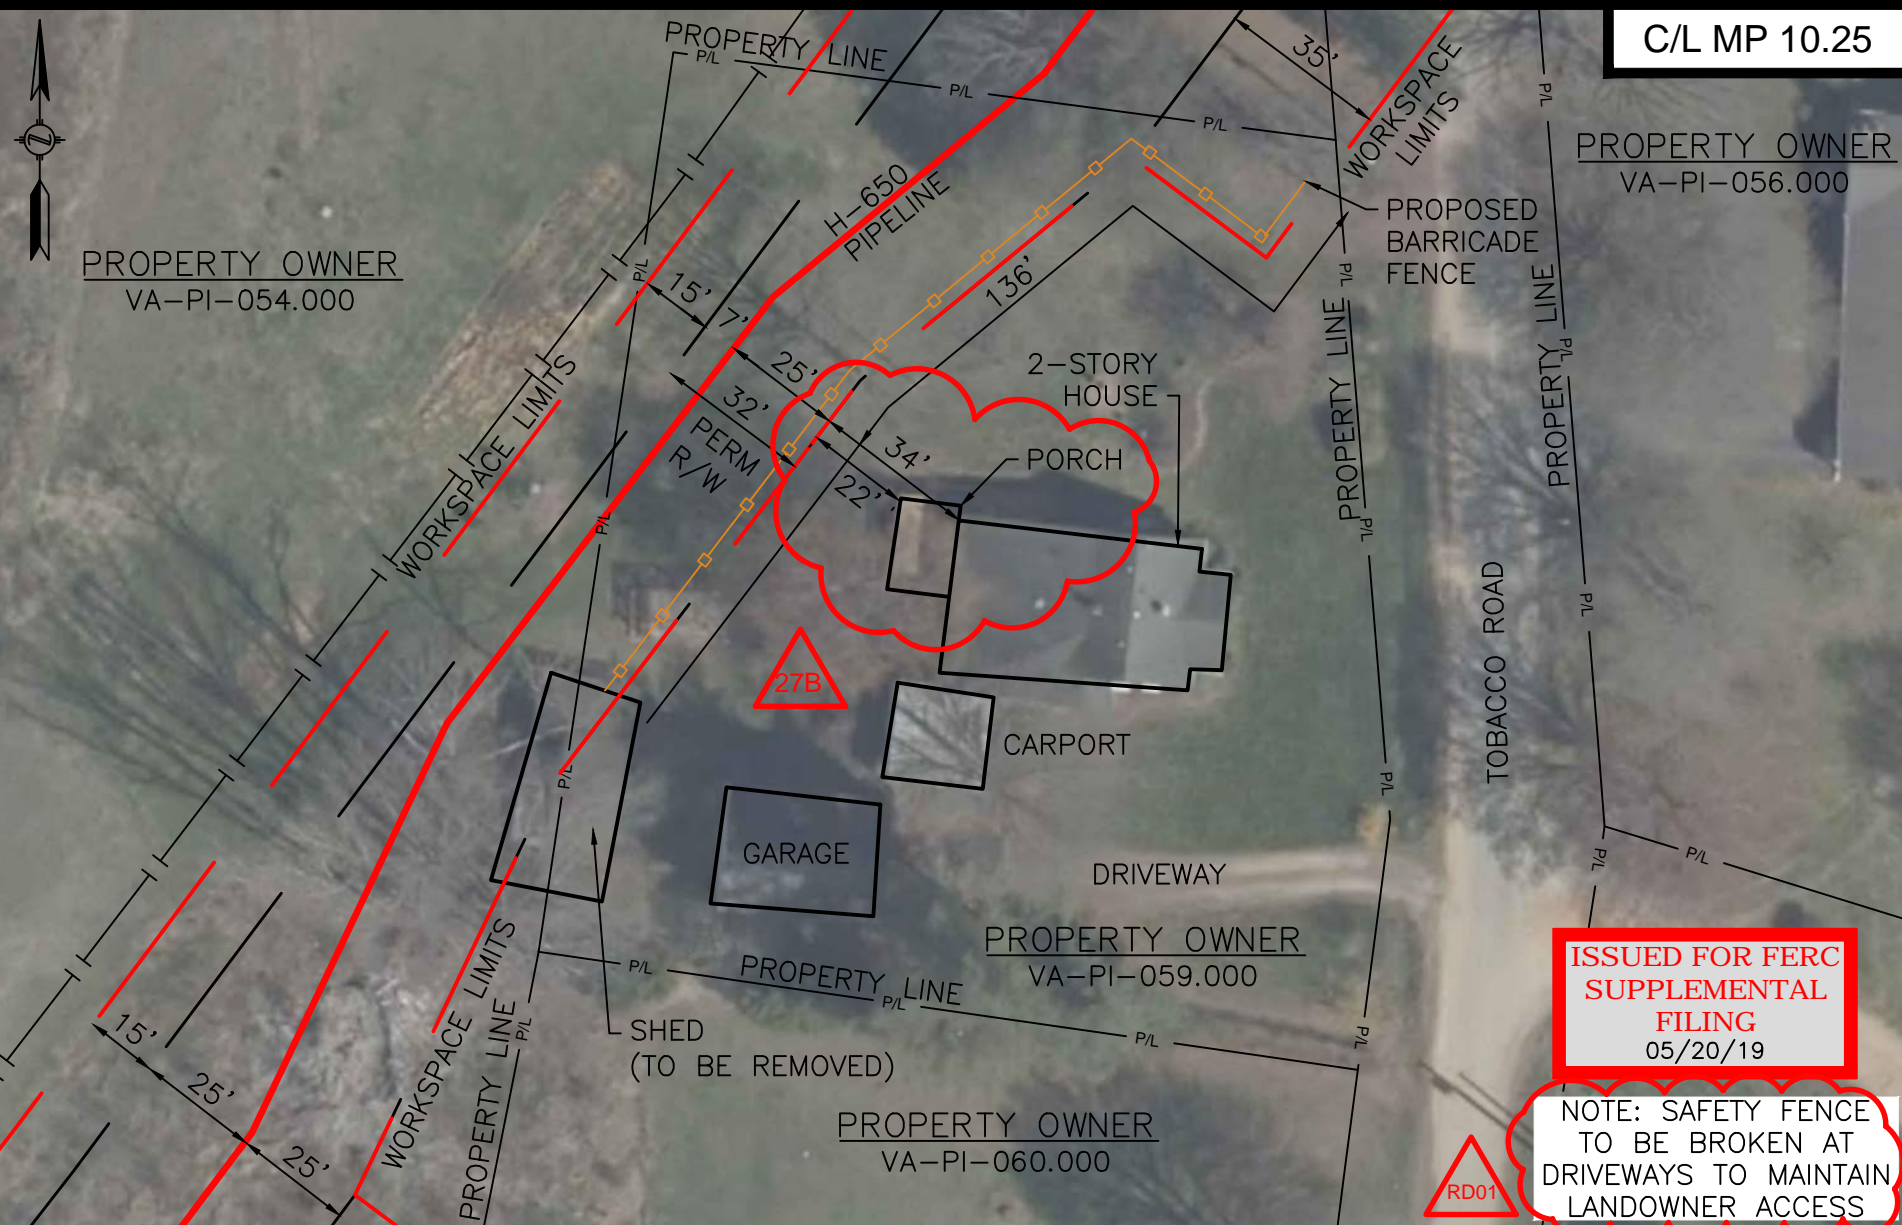 C/L MP 10.25
PROPERTY LINE
P/L
P/L
P/L
P/L
35'
WORKSPACE
LIMITS
PROPERTY OWNER
VA-PI-056.000
H-650
PIPELINE
PROPOSED
BARRICADE
FENCE
PROPERTY OWNER
VA-PI-054.000
P/L
P/L
15'
7'
136'
PROPERTY LINE
PROPERTY LINE
P/L
25'
32'
PERM
R/W
2-STORY
HOUSE
34'
22'
PORCH
WORKSPACE LIMITS
P/L
P/L
P/L
TOBACCO ROAD
27B
P/L
P/L
CARPORT
GARAGE
DRIVEWAY
P/L
P/L
PROPERTY OWNER
VA-PI-059.000
WORKSPACE LIMITS
P/L
PROPERTY LINE
P/L
P/L
P/L
PROPERTY LINE
P/L
SHED
(TO BE REMOVED)
15'
25'
25'
PROPERTY OWNER
VA-PI-060.000
ISSUED FOR FERC
SUPPLEMENTAL
FILING
05/20/19
NOTE: SAFETY FENCE
TO BE BROKEN AT
DRIVEWAYS TO MAINTAIN
LANDOWNER ACCESS
RD01